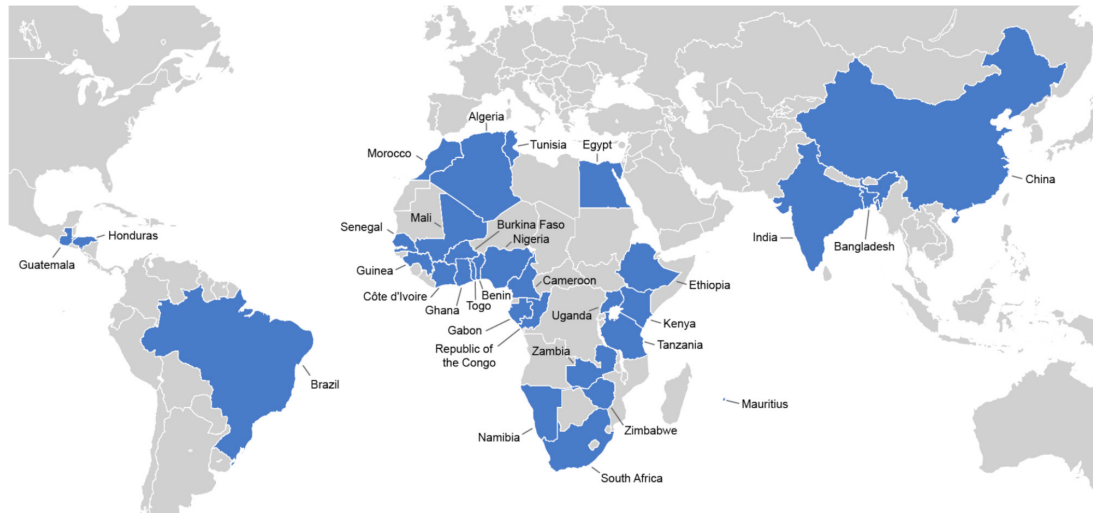 Algeria
Tunisia
Egypt
Morocco
China
Mali
Burkina Faso
Senegal
Nigeria
Honduras
India
Bangladesh
Guatemala
Guinea
Cameroon
Ethiopia
Côte d'Ivoire
Benin
Togo
Ghana
Uganda
Kenya
Gabon
Tanzania
Republic of
the Congo
Zambia
Brazil
Mauritius
Zimbabwe
Namibia
South Africa